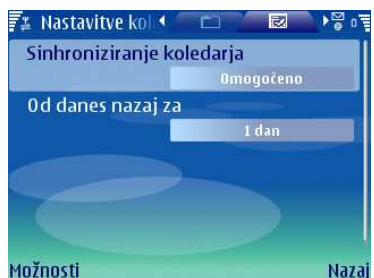 Nastavitve kol
Sinhroniziranje koledarja
Omogočeno
Od danes nazaj za
1 dan
Možnosti
Nazaj